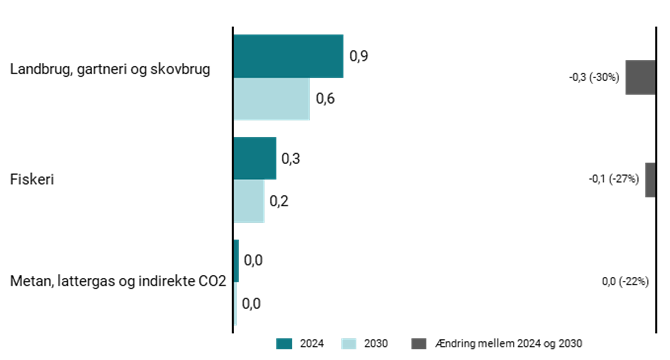 Landbrug, gartneri og skovbrug
0,9
0,6
-0,3 (-30%)
Fiskeri
0,3
0,2
-0,1 (-27%)
Metan, lattergas og indirekte CO2
0,0
0,0
0,0 (-22%)
2024 2030 Ændring mellem 2024 og 2030